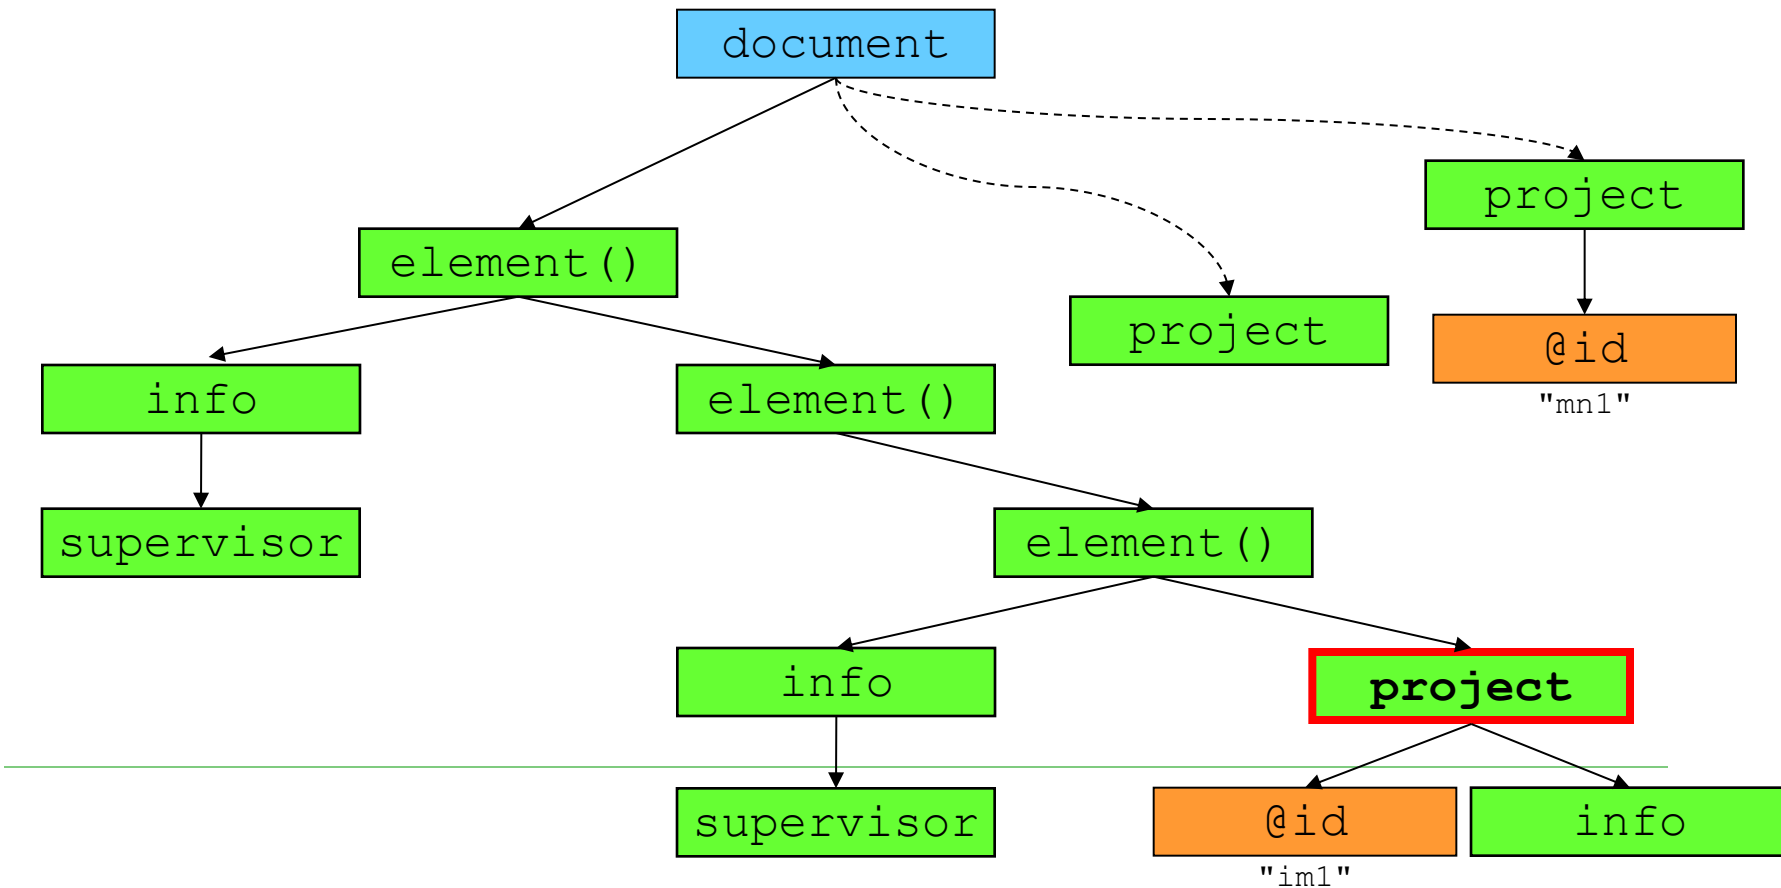 document
project
element()
project
@id
info
element()
"mn1"
supervisor
element()
info
project
supervisor
@id
info
"im1"